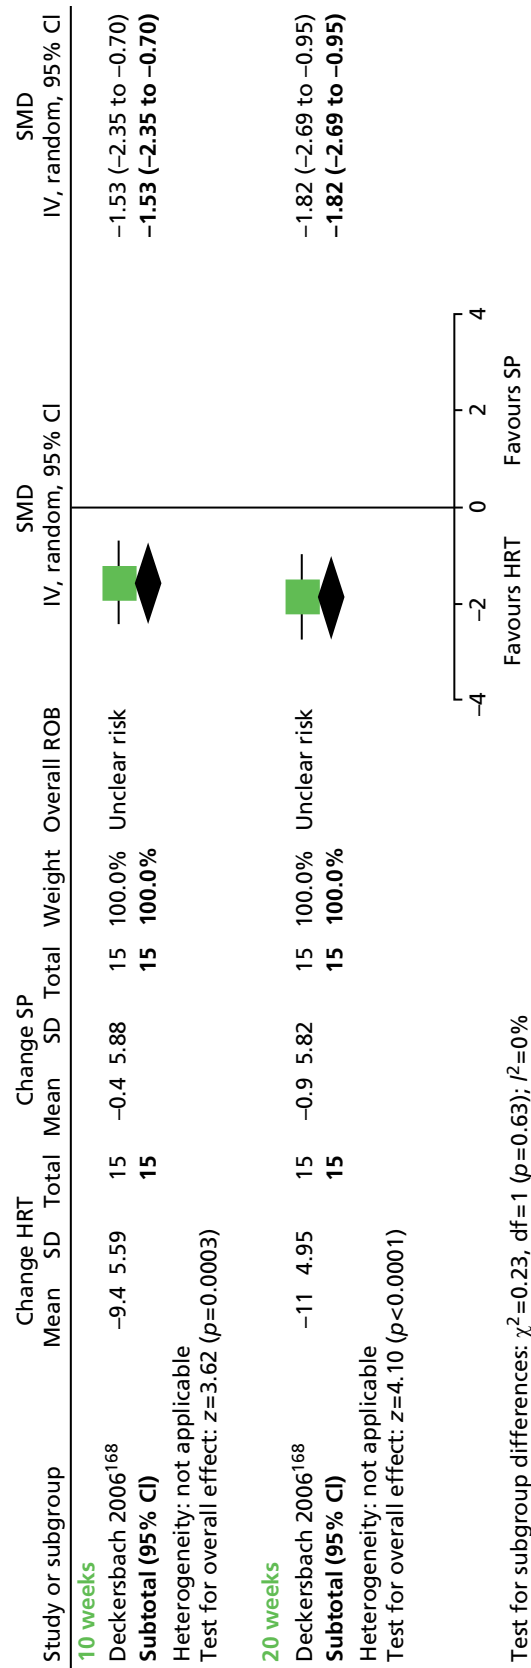 Change HRT Change SP SMD SMD
Study or subgroup Mean SD Total Mean SD Total Weight Overall ROB IV, random, 95% CI IV, random, 95% CI
10 weeks
Deckersbach 2006¹⁶⁸ −9.4 5.59 15 −0.4 5.88 15 100.0% Unclear risk −1.53 (−2.35 to −0.70)
Subtotal (95% CI) 15 15 100.0% −1.53 (−2.35 to −0.70)
Heterogeneity: not applicable
Test for overall effect: z=3.62 (p=0.0003)
20 weeks
Deckersbach 2006¹⁶⁸ −11 4.95 15 −0.9 5.82 15 100.0% Unclear risk −1.82 (−2.69 to −0.95)
Subtotal (95% CI) 15 15 100.0% −1.82 (−2.69 to −0.95)
Heterogeneity: not applicable
Test for overall effect: z=4.10 (p<0.0001)
−4 −2 0 2 4
Favours HRT Favours SP
Test for subgroup differences: χ²=0.23, df=1 (p=0.63); I²=0%